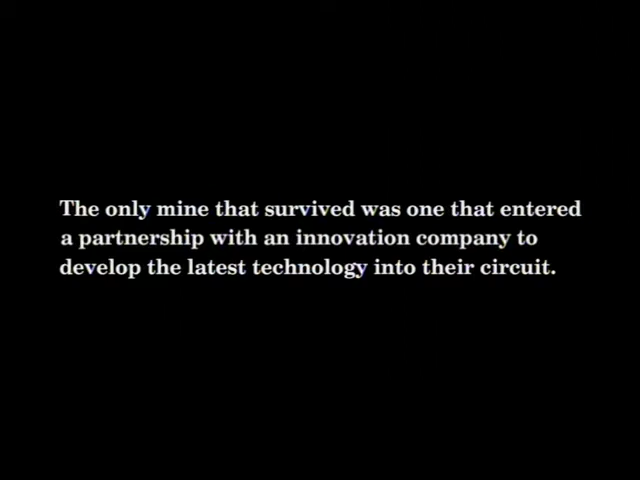 The only mine that survived was one that entered
a partnership with an innovation company to
develop the latest technology into their circuit.